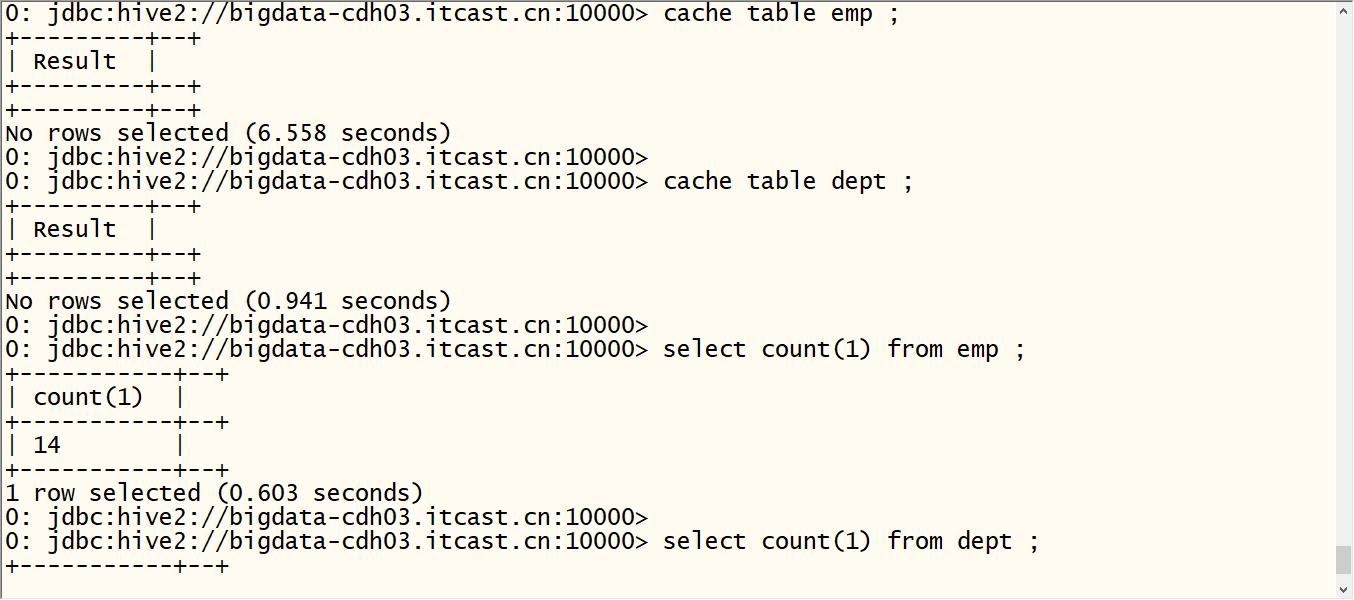 0: jdbc:hive2://bigdata-cdh03.itcast.cn:10000> cache table emp ;
+---------+--+
| Result  |
+---------+--+
+---------+--+
No rows selected (6.558 seconds)
0: jdbc:hive2://bigdata-cdh03.itcast.cn:10000>
0: jdbc:hive2://bigdata-cdh03.itcast.cn:10000> cache table dept ;
+---------+--+
| Result  |
+---------+--+
+---------+--+
No rows selected (0.941 seconds)
0: jdbc:hive2://bigdata-cdh03.itcast.cn:10000>
0: jdbc:hive2://bigdata-cdh03.itcast.cn:10000> select count(1) from emp ;
+-----------+--+
| count(1)  |
+-----------+--+
| 14        |
+-----------+--+
1 row selected (0.603 seconds)
0: jdbc:hive2://bigdata-cdh03.itcast.cn:10000>
0: jdbc:hive2://bigdata-cdh03.itcast.cn:10000> select count(1) from dept ;
+-----------+--+